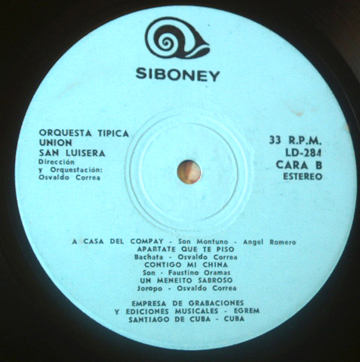 SIBONEY
ORQUESTA TIPICA
UNION
SAN LUISERA
Dirección
y Orquestación:
Osvaldo Correa
33 R.P.M.
LD-284
CARA B
ESTEREO
A CASA DEL COMPAY - Son Montuno - Angel Romero
APARTATE QUE TE PISO
Bachata - Osvaldo Correa
CONTIGO MI CHINA
Son - Faustino Oramas
UN MENEITO SABROSO
Joropo - Osvaldo Correa
EMPRESA DE GRABACIONES
Y EDICIONES MUSICALES - EGREM
SANTIAGO DE CUBA - CUBA